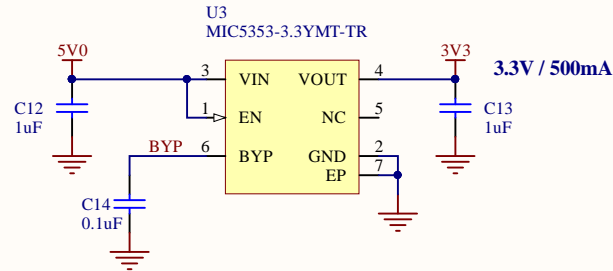 U3
MIC5353-3.3YMT-TR
5V0
3V3
3.3V / 500mA
3 VIN VOUT 4
C12
1uF
1 EN NC 5
C13
1uF
BYP 6 BYP GND 2
EP 7
C14
0.1uF